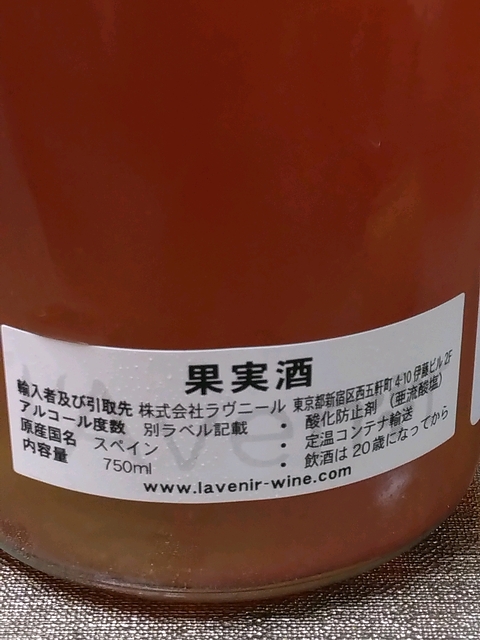 果実酒
輸入者及び引取先 株式会社ラヴニール 東京都新宿区西五軒町 4-10 伊藤ビル 2F
アルコール度数 別ラベル記載 ・ 酸化防止剤 (亜流酸塩)
原産国名 スペイン ・ 定温コンテナ輸送
内容量 750ml ・ 飲酒は 20歳になってから
www.lavenir-wine.com